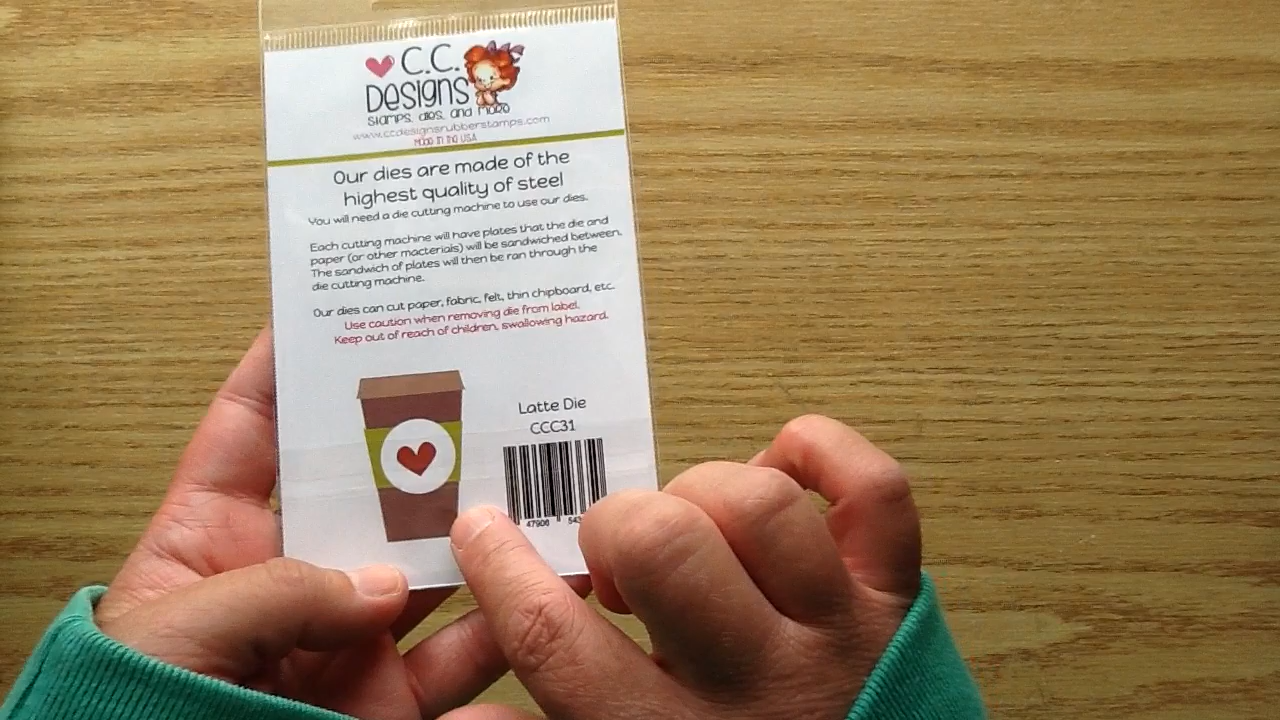 C.C.
Designs
stamps, dies, and more
www.ccdesignsrubberstamps.com
Made in the USA
Our dies are made of the
highest quality of steel
You will need a die cutting machine to use our dies.
Each cutting machine will have plates that the die and
paper (or other macterials) will be sandwiched between.
The sandwich of plates will then be ran through the
die cutting machine.
Our dies can cut paper, fabric, felt, thin chipboard, etc.
Use caution when removing die from label.
Keep out of reach of children, swallowing hazard.
Latte Die
CCC31
47900 54